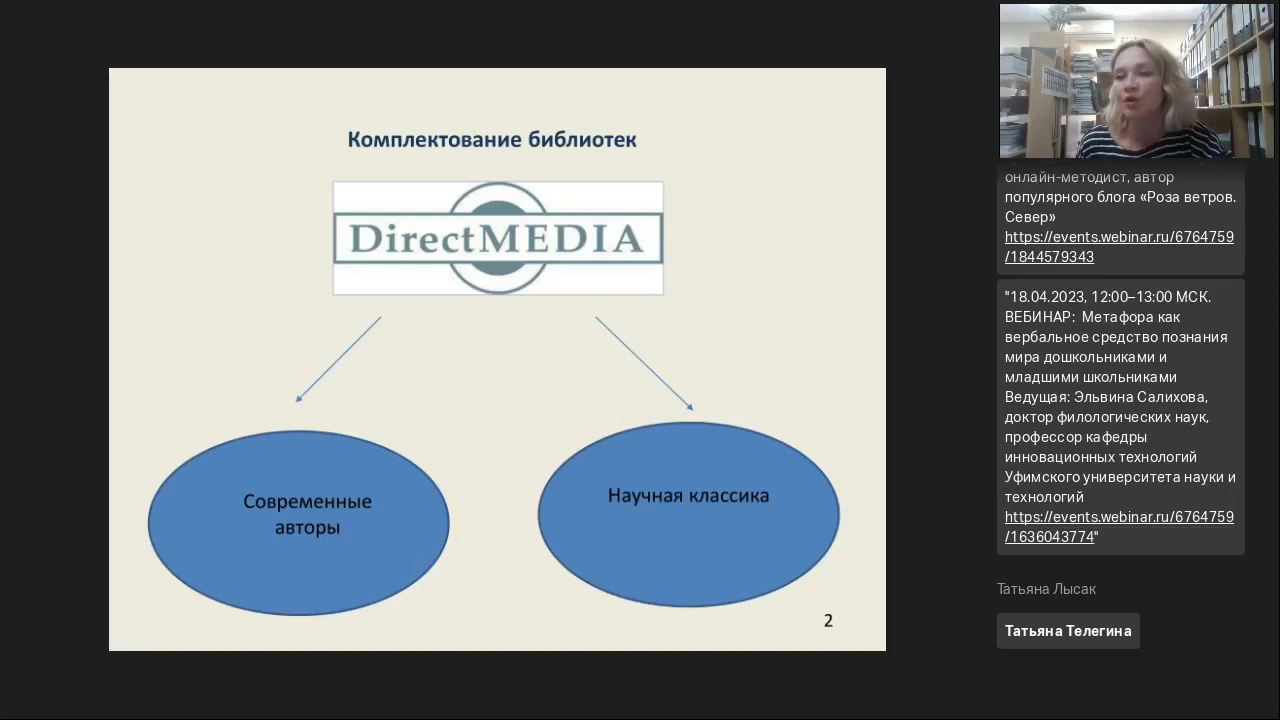 Комплектование библиотек
DirectMEDIA
Современные
авторы
Научная классика
2
онлайн-методист, автор
популярного блога «Роза ветров.
Север»
https://events.webinar.ru/6764759
/1844579343
"18.04.2023, 12:00–13:00 МСК.
ВЕБИНАР:  Метафора как
вербальное средство познания
мира дошкольниками и
младшими школьниками
Ведущая: Эльвина Салихова,
доктор филологических наук,
профессор кафедры
инновационных технологий
Уфимского университета науки и
технологий
https://events.webinar.ru/6764759
/1636043774"
Татьяна Лысак
Татьяна Телегина